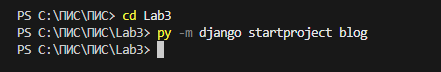 PS C:\ПИС\ПИС> cd Lab3
PS C:\ПИС\ПИС\Lab3> py -m django startproject blog
PS C:\ПИС\ПИС\Lab3>